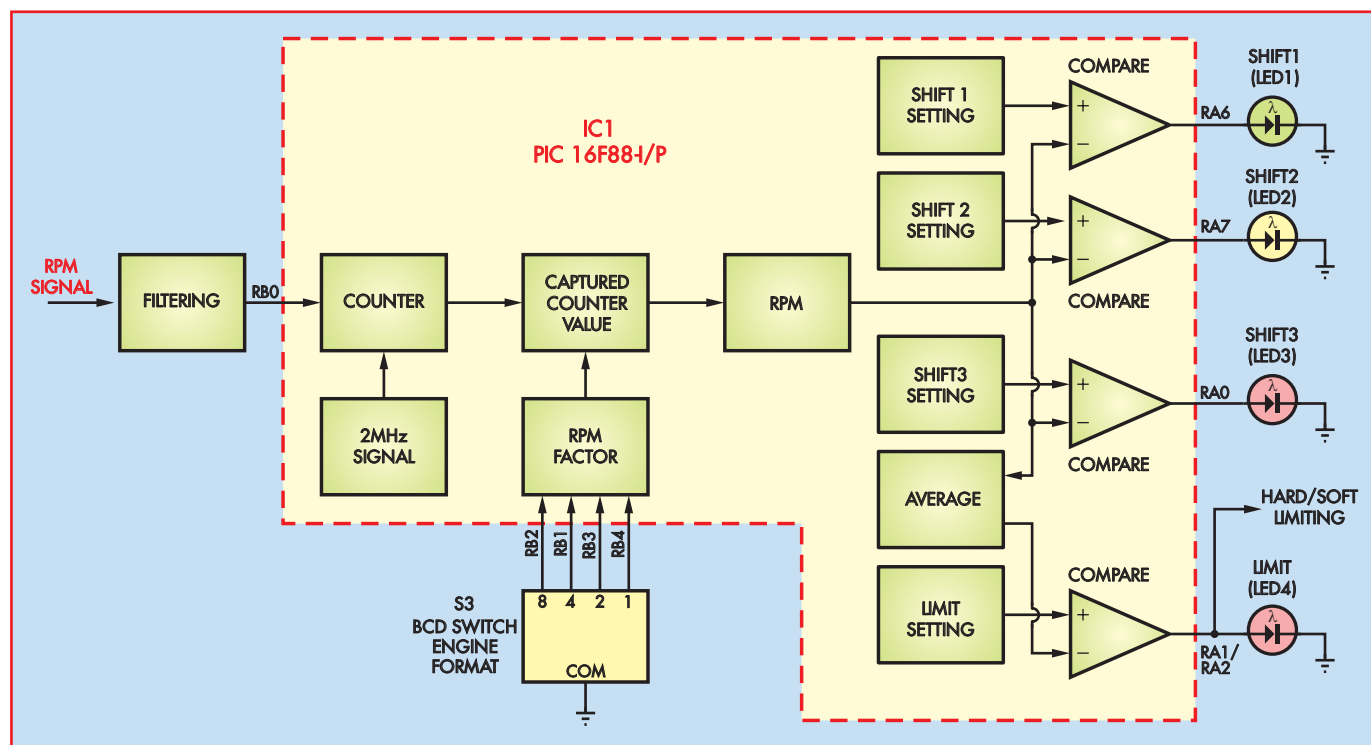 IC1
PIC 16F88-I/P
RPM
SIGNAL
FILTERING
RB0
COUNTER
CAPTURED
COUNTER
VALUE
RPM
2MHz
SIGNAL
RPM
FACTOR
RB2
RB1
RB3
RB4
S3
BCD SWITCH
ENGINE
FORMAT
8 4 2 1
COM
SHIFT 1
SETTING
COMPARE
+
−
RA6
SHIFT1
(LED1)
λ
SHIFT 2
SETTING
+
−
COMPARE
RA7
SHIFT2
(LED2)
λ
SHIFT3
SETTING
+
−
COMPARE
RA0
SHIFT3
(LED3)
λ
AVERAGE
HARD/SOFT
LIMITING
LIMIT
SETTING
COMPARE
+
−
RA1/
RA2
LIMIT
(LED4)
λ